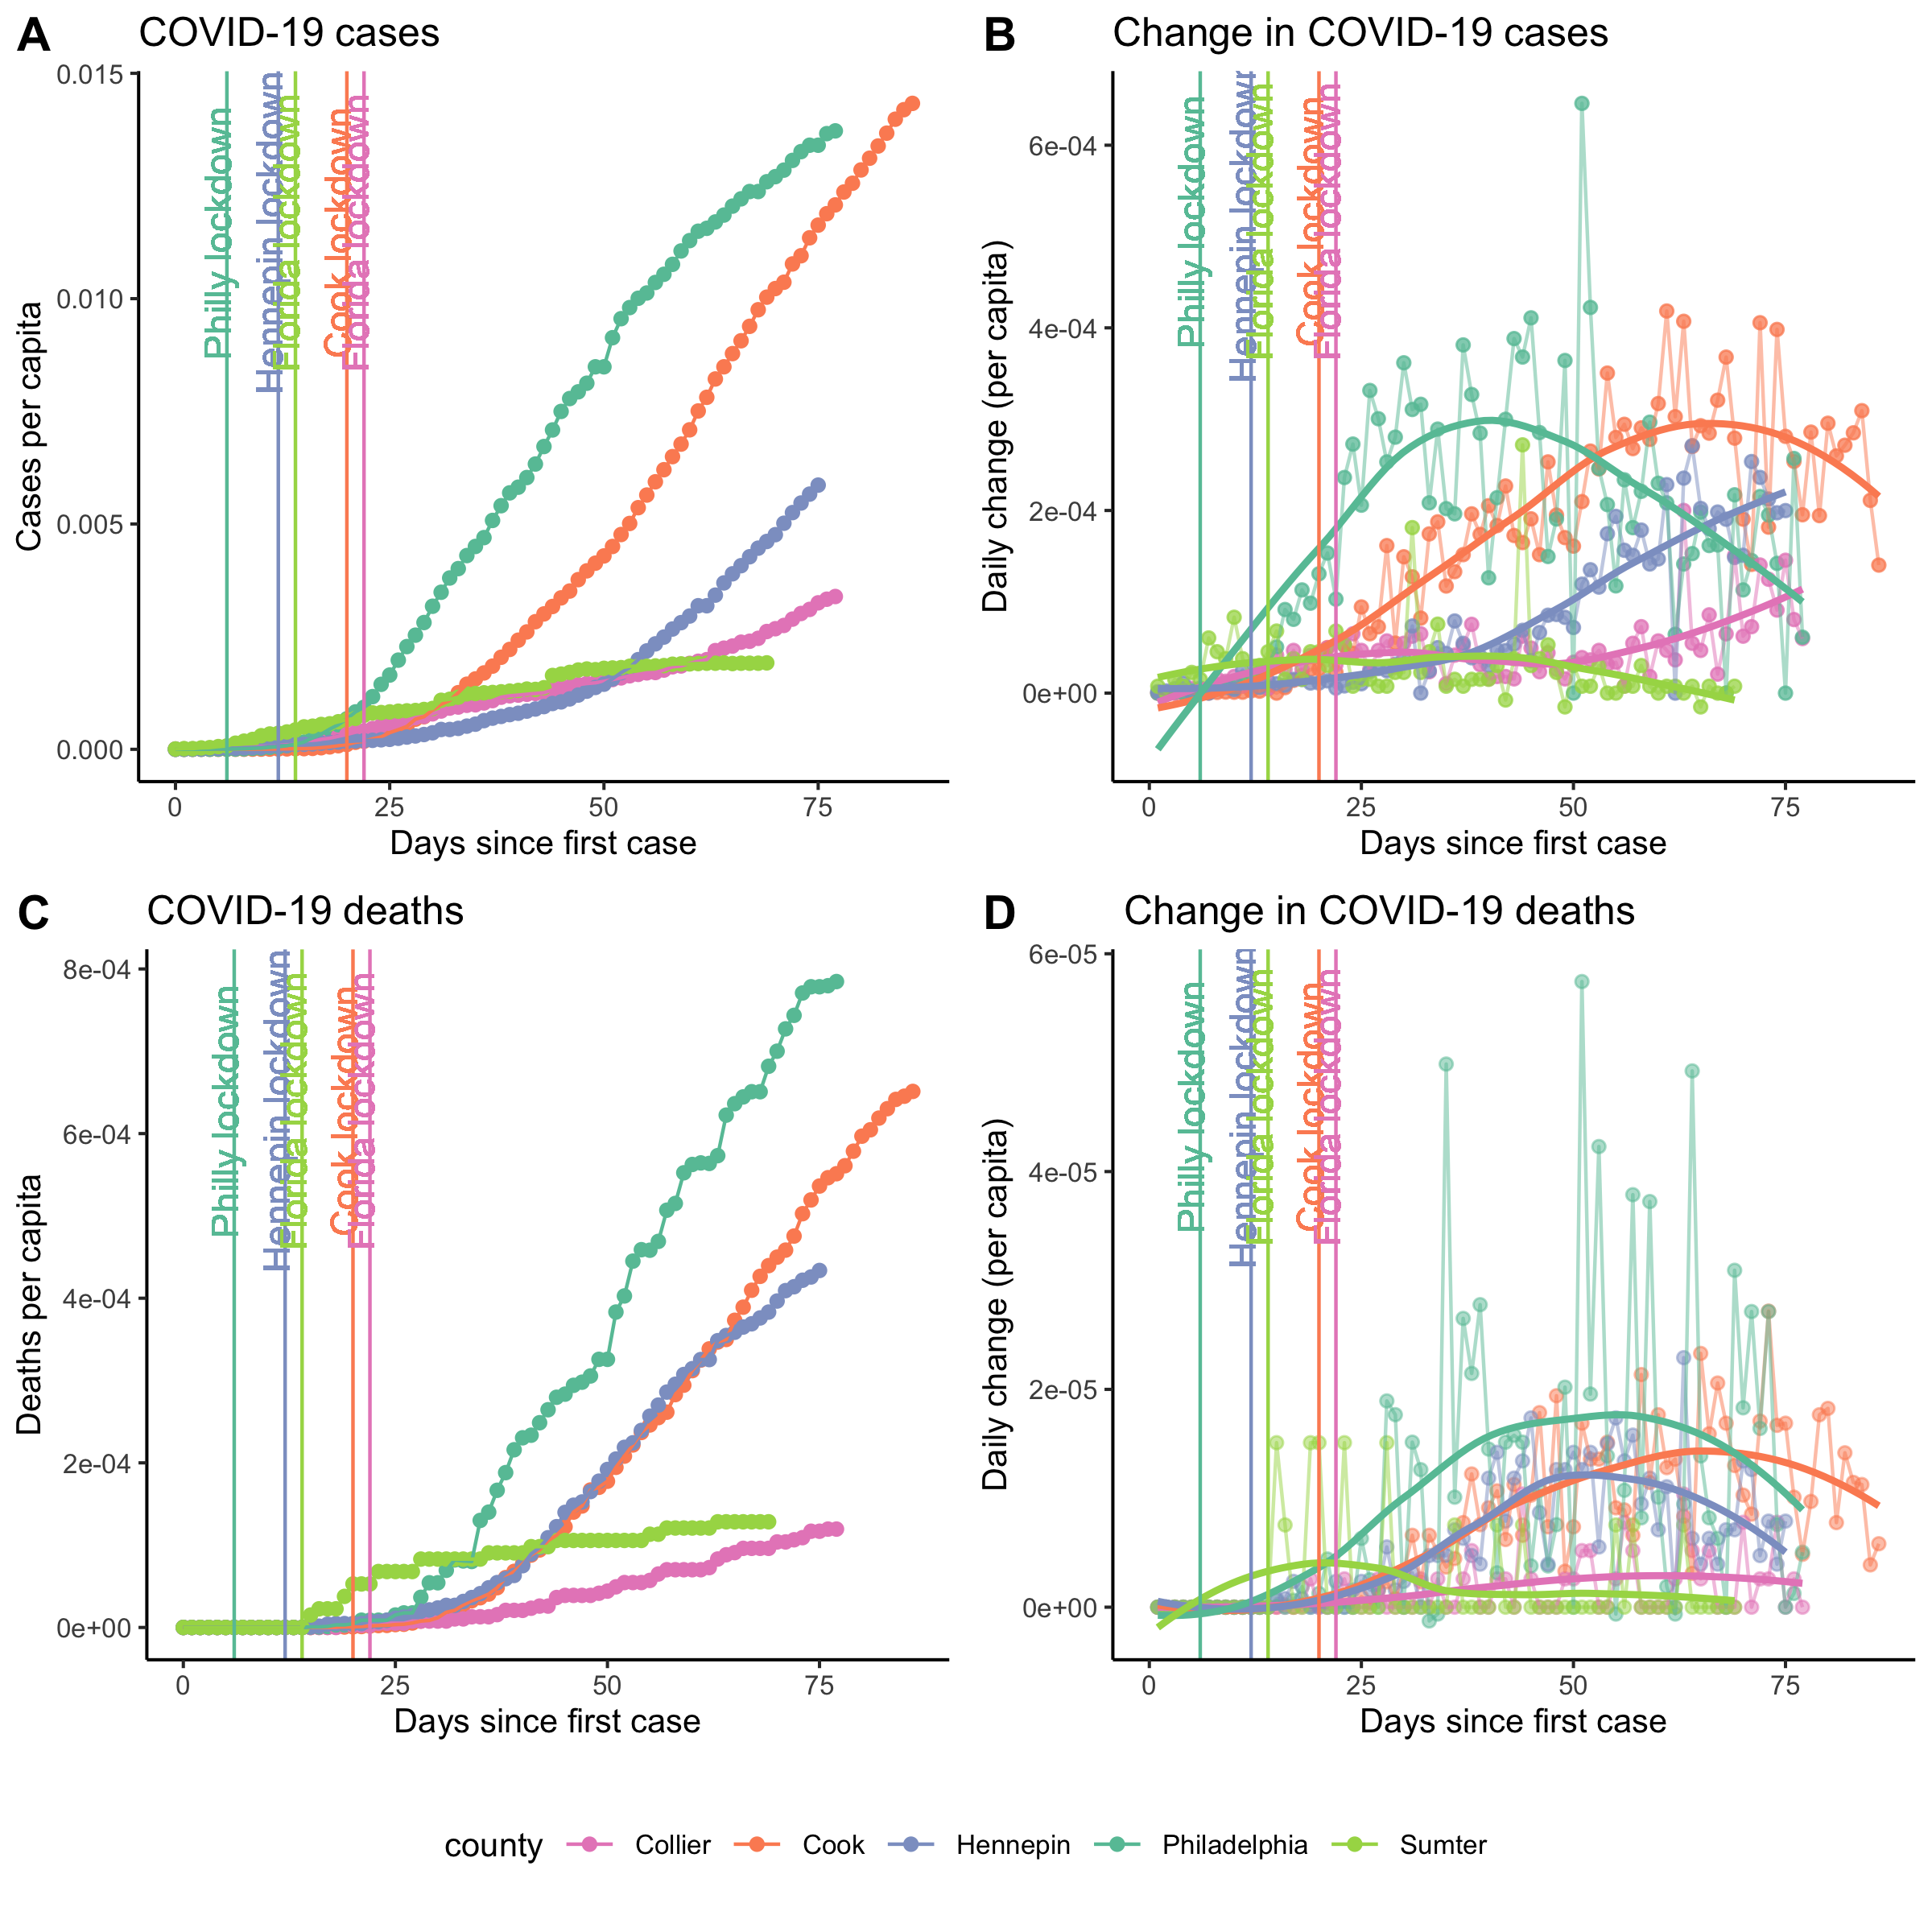 A COVID-19 cases
Cases per capita
0.015
0.010
0.005
0.000
Philly lockdown
Hennepin lockdown
Florida lockdown
Cook lockdown
Florida lockdown
0 25 50 75
Days since first case
B Change in COVID-19 cases
Daily change (per capita)
6e-04
4e-04
2e-04
0e+00
Philly lockdown
Hennepin lockdown
Florida lockdown
Cook lockdown
Florida lockdown
0 25 50 75
Days since first case
C COVID-19 deaths
Deaths per capita
8e-04
6e-04
4e-04
2e-04
0e+00
Philly lockdown
Hennepin lockdown
Florida lockdown
Cook lockdown
Florida lockdown
0 25 50 75
Days since first case
D Change in COVID-19 deaths
Daily change (per capita)
6e-05
4e-05
2e-05
0e+00
Philly lockdown
Hennepin lockdown
Florida lockdown
Cook lockdown
Florida lockdown
0 25 50 75
Days since first case
county Collier Cook Hennepin Philadelphia Sumter